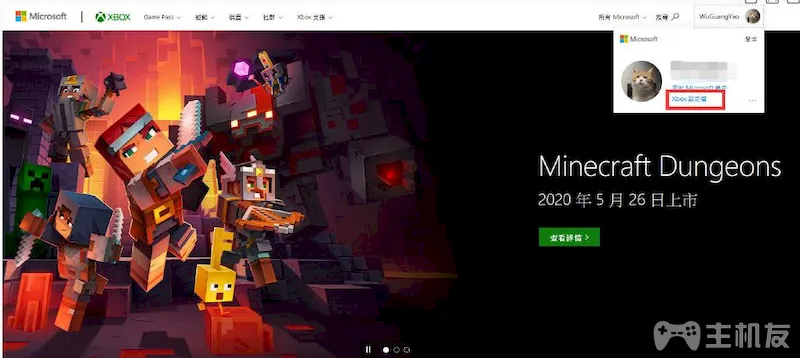 Microsoft
XBOX
Game Pass
遊戲
裝置
社群
Xbox 支援
所有 Microsoft
搜尋
WuGuangYao
Microsoft
登出
我的 Microsoft 帳戶
Xbox 設定檔
...
Minecraft Dungeons
2020 年 5 月 26 日上市
查看詳情
主机友